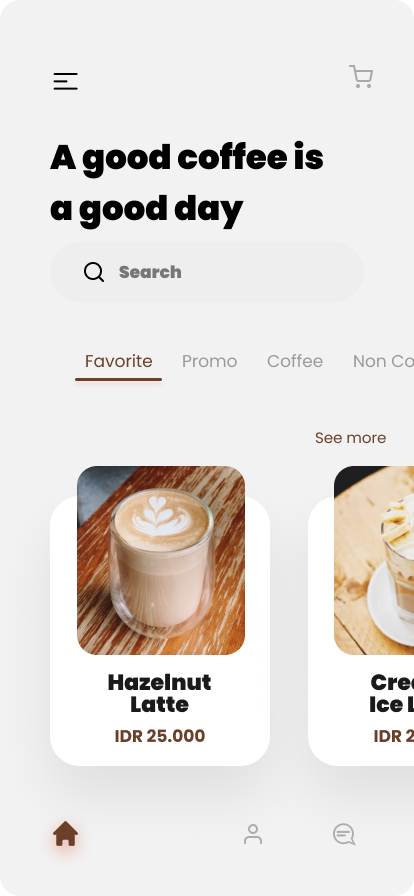 A good coffee is
a good day
Search
Favorite Promo Coffee Non Co
See more
Hazelnut
Latte
IDR 25.000
Cre
Ice L
IDR 2